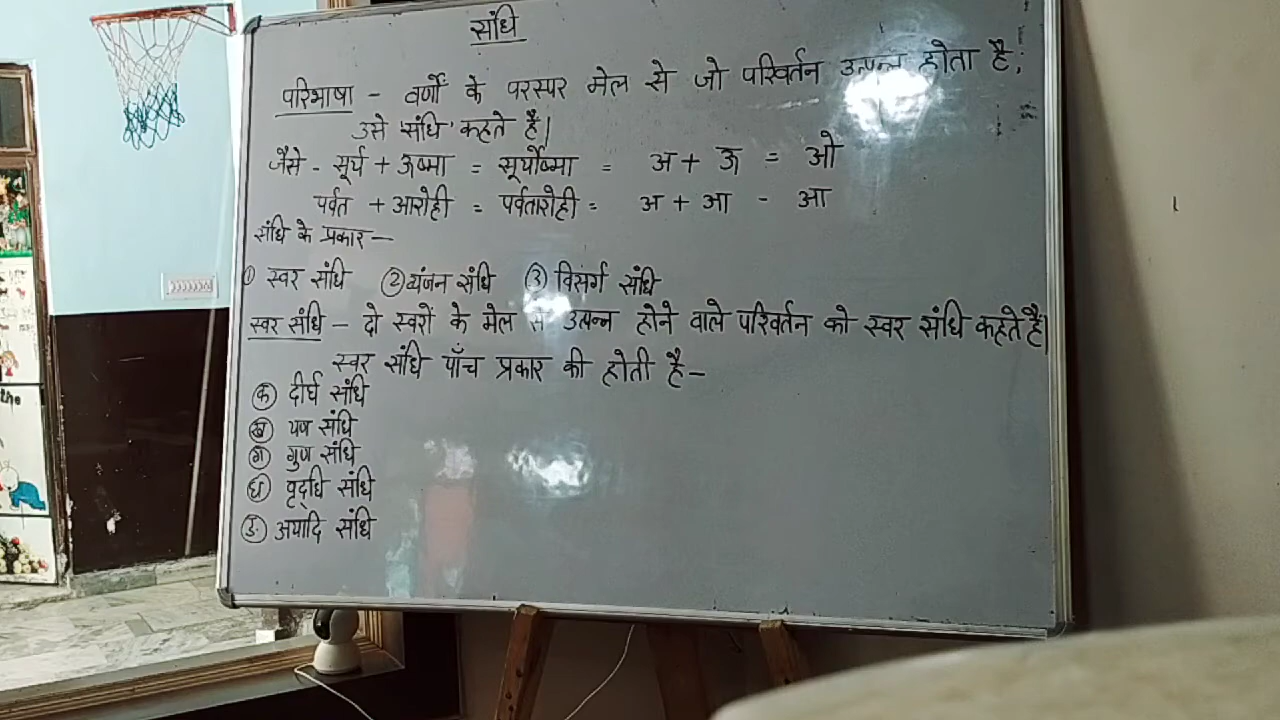 संधि
परिभाषा - वर्णों के परस्पर मेल से जो परिवर्तन उत्पन्न होता है,
उसे 'संधि' कहते है।
जैसे - सूर्य + ऊष्मा = सूर्योष्मा = अ + ऊ = ओ
पर्वत + आरोही = पर्वतारोही = अ + आ - आ
संधि के प्रकार —
① स्वर संधि ② व्यंजन संधि ③ विसर्ग संधि
स्वर संधि - दो स्वरों के मेल से उत्पन्न होने वाले परिवर्तन को स्वर संधि कहते है।
स्वर संधि पाँच प्रकार की होती है-
क दीर्घ संधि
ख यण संधि
ग गुण संधि
घ वृद्धि संधि
ङ अयादि संधि
the